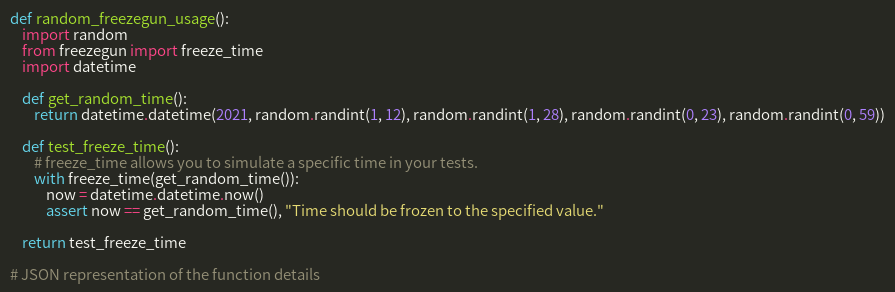 def random_freezegun_usage():
    import random
    from freezegun import freeze_time
    import datetime

    def get_random_time():
        return datetime.datetime(2021, random.randint(1, 12), random.randint(1, 28), random.randint(0, 23), random.randint(0, 59))

    def test_freeze_time():
        # freeze_time allows you to simulate a specific time in your tests.
        with freeze_time(get_random_time()):
            now = datetime.datetime.now()
            assert now == get_random_time(), "Time should be frozen to the specified value."

    return test_freeze_time

# JSON representation of the function details